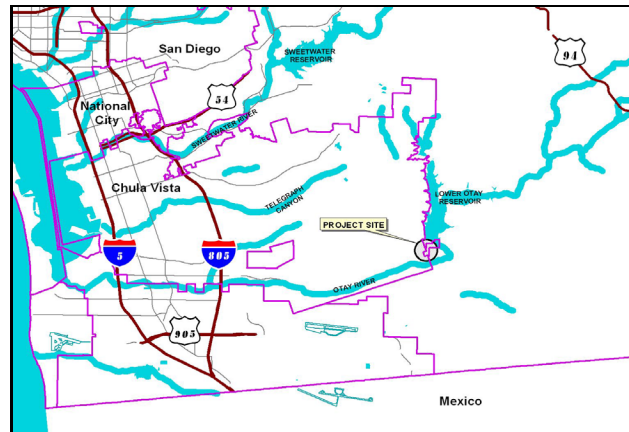 San Diego
SWEETWATER
RESERVOIR
94
54
National
City
SWEETWATER RIVER
Chula Vista
LOWER OTAY
RESERVOIR
TELEGRAPH
CANYON
PROJECT SITE
5
805
OTAY RIVER
905
Mexico